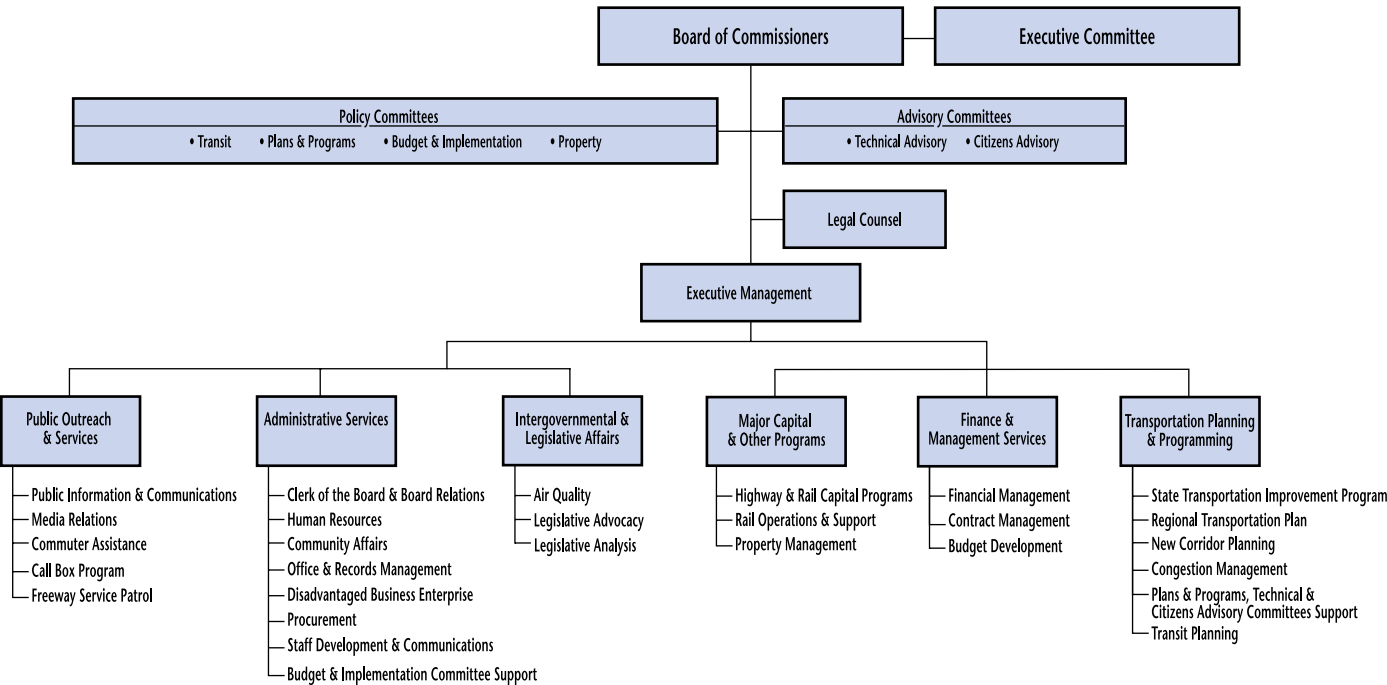 Board of Commissioners
Executive Committee
Policy Committees
• Transit • Plans & Programs • Budget & Implementation • Property
Advisory Committees
• Technical Advisory • Citizens Advisory
Legal Counsel
Executive Management
Public Outreach
& Services
Public Information & Communications
Media Relations
Commuter Assistance
Call Box Program
Freeway Service Patrol
Administrative Services
Clerk of the Board & Board Relations
Human Resources
Community Affairs
Office & Records Management
Disadvantaged Business Enterprise
Procurement
Staff Development & Communications
Budget & Implementation Committee Support
Intergovernmental &
Legislative Affairs
Air Quality
Legislative Advocacy
Legislative Analysis
Major Capital
& Other Programs
Highway & Rail Capital Programs
Rail Operations & Support
Property Management
Finance &
Management Services
Financial Management
Contract Management
Budget Development
Transportation Planning
& Programming
State Transportation Improvement Program
Regional Transportation Plan
New Corridor Planning
Congestion Management
Plans & Programs, Technical &
Citizens Advisory Committees Support
Transit Planning